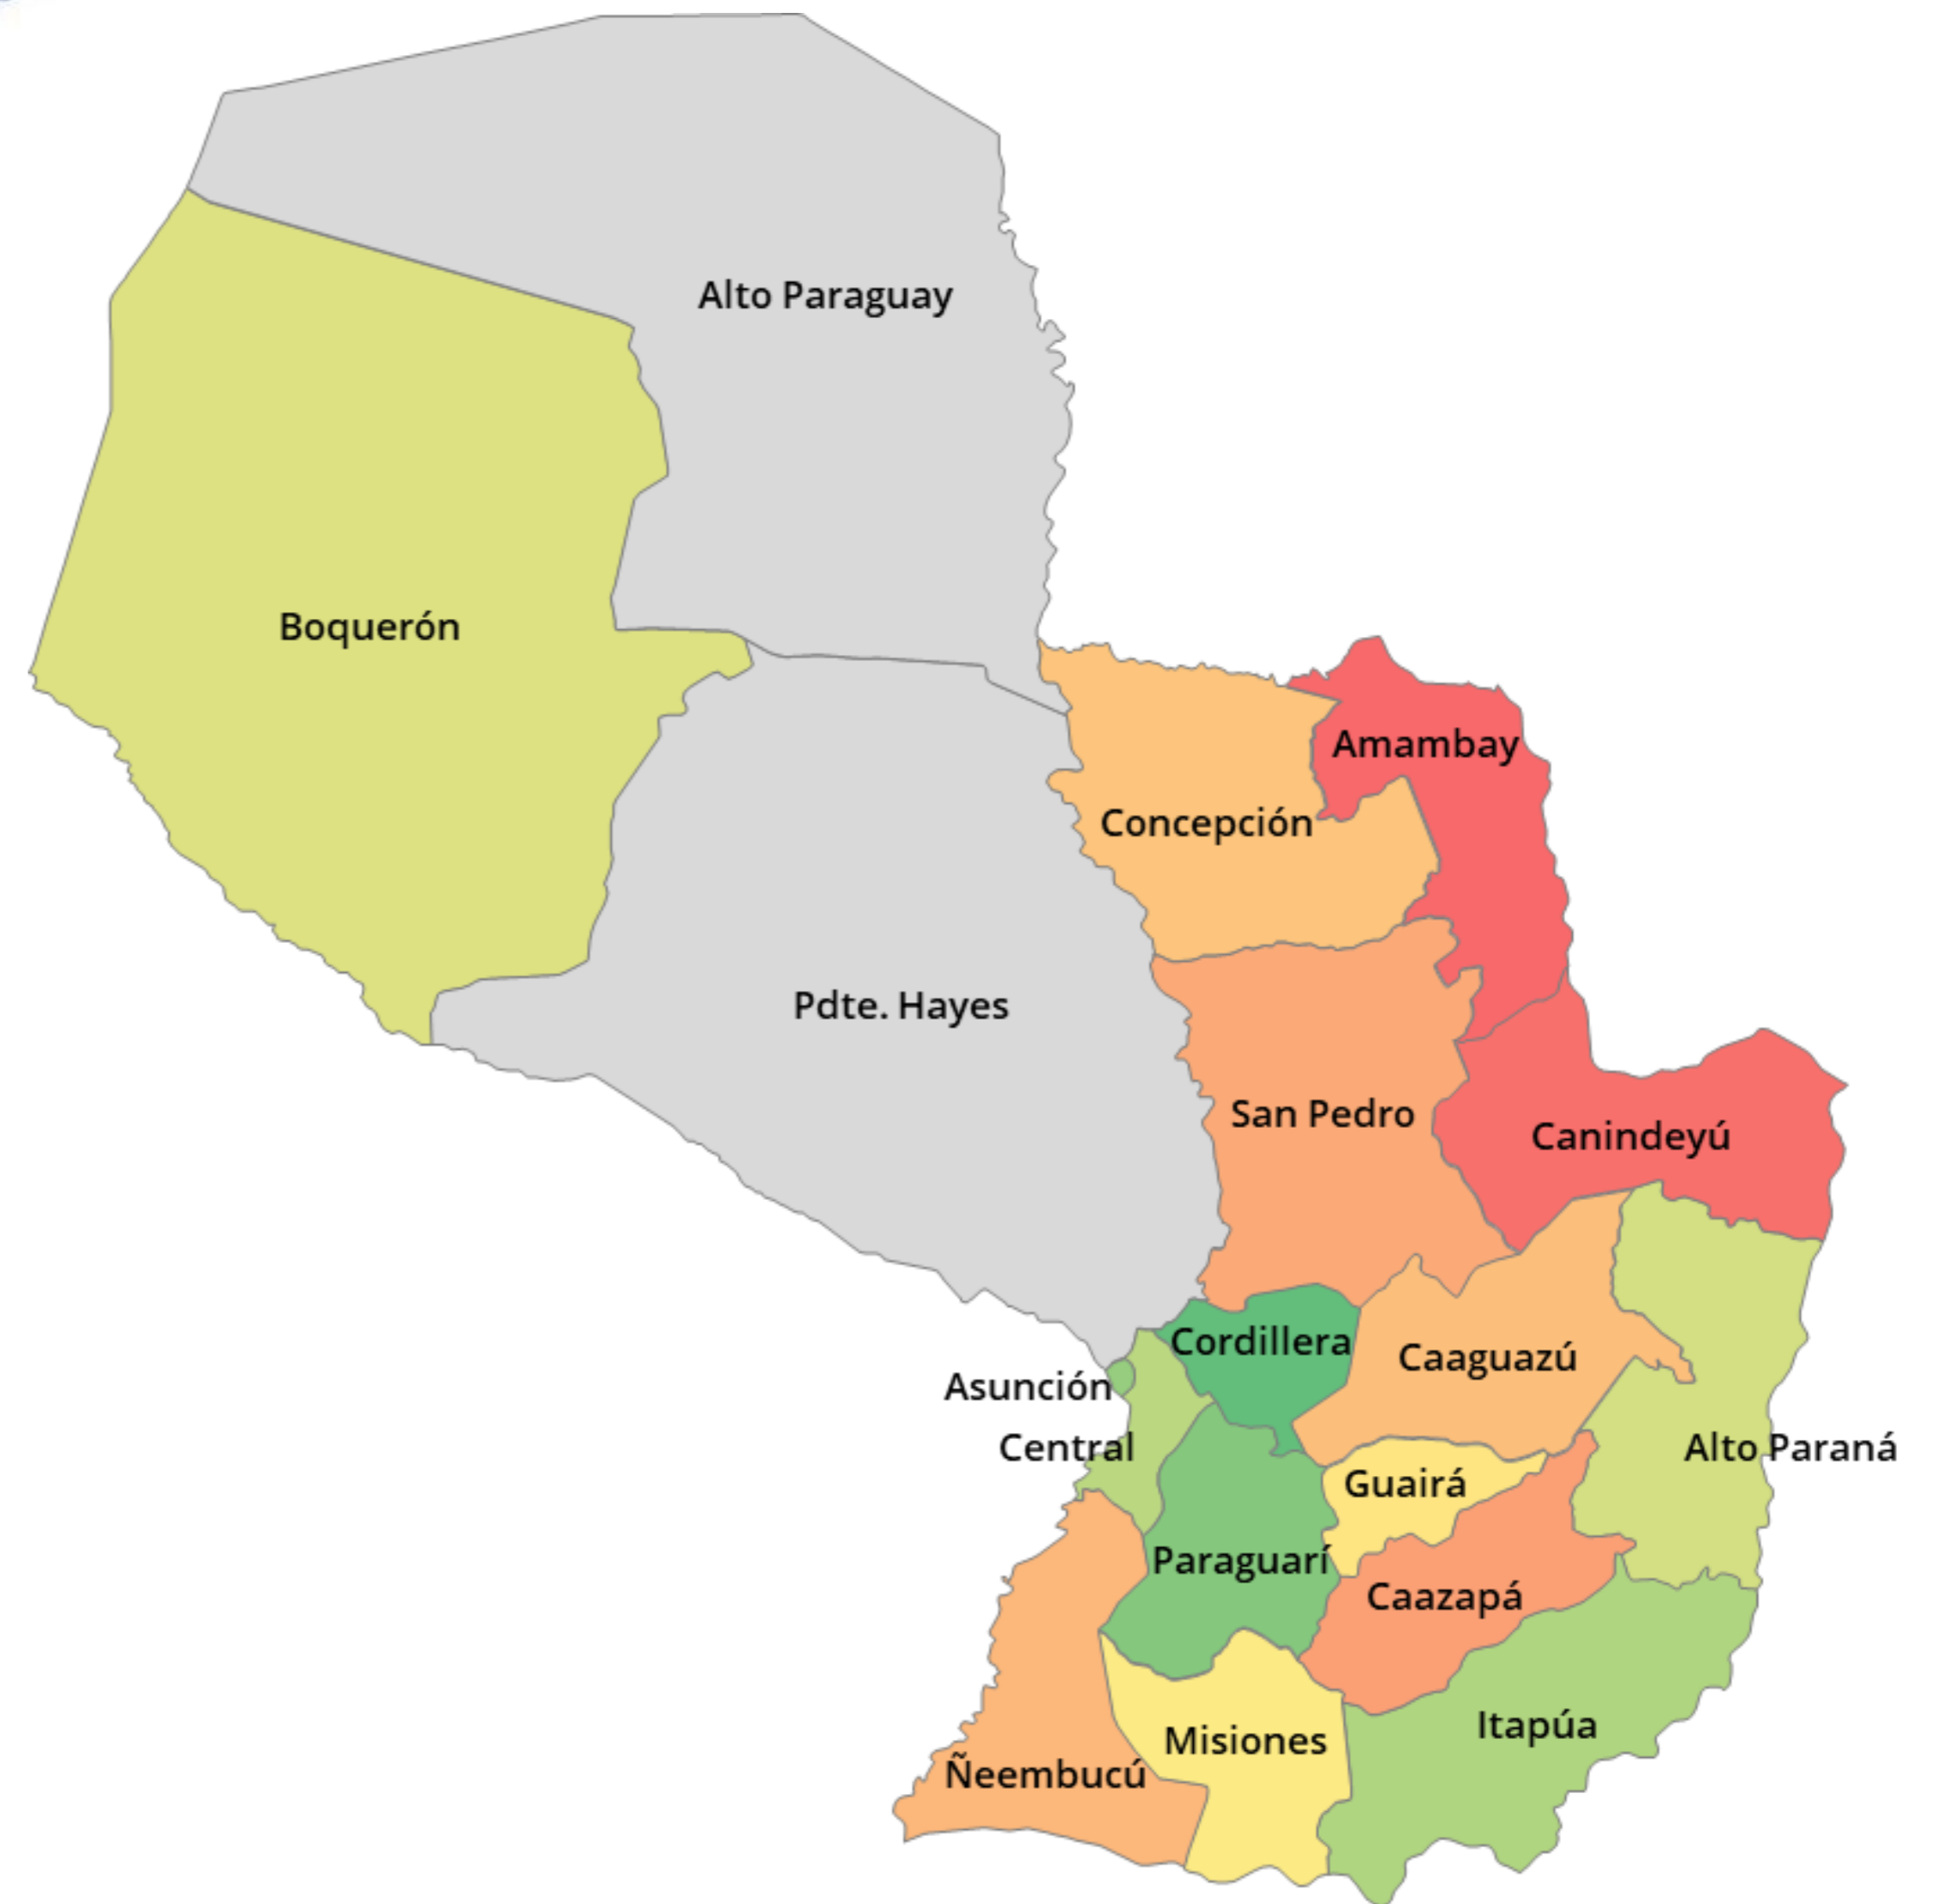 Alto Paraguay
Boquerón
Amambay
Concepción
Pdte. Hayes
San Pedro
Canindeyú
Cordillera
Caaguazú
Asunción
Central
Alto Paraná
Guairá
Paraguarí
Caazapá
Itapúa
Misiones
Ñeembucú